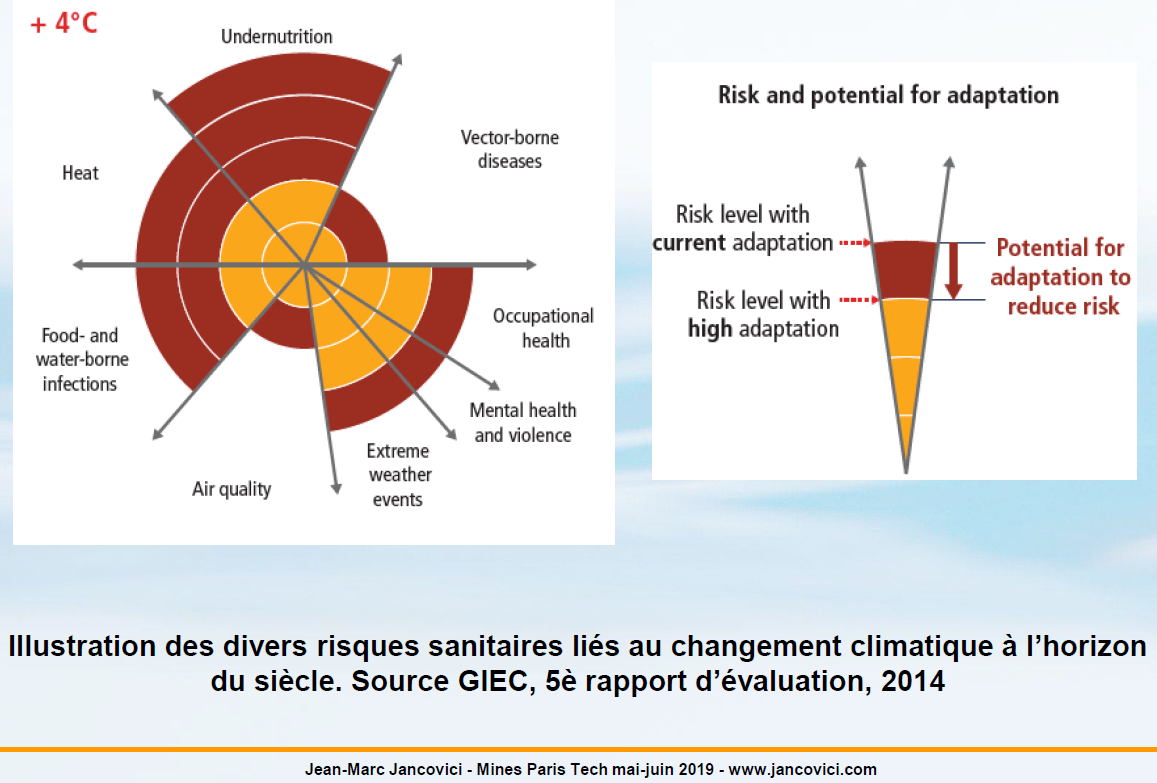 + 4°C
Undernutrition
Vector-borne
diseases
Heat
Occupational
health
Food- and
water-borne
infections
Mental health
and violence
Extreme
weather
events
Air quality
Risk and potential for adaptation
Risk level with
current adaptation
Risk level with
high adaptation
Potential for
adaptation to
reduce risk
Illustration des divers risques sanitaires liés au changement climatique à l’horizon
du siècle. Source GIEC, 5è rapport d’évaluation, 2014
Jean-Marc Jancovici - Mines Paris Tech mai-juin 2019 - www.jancovici.com